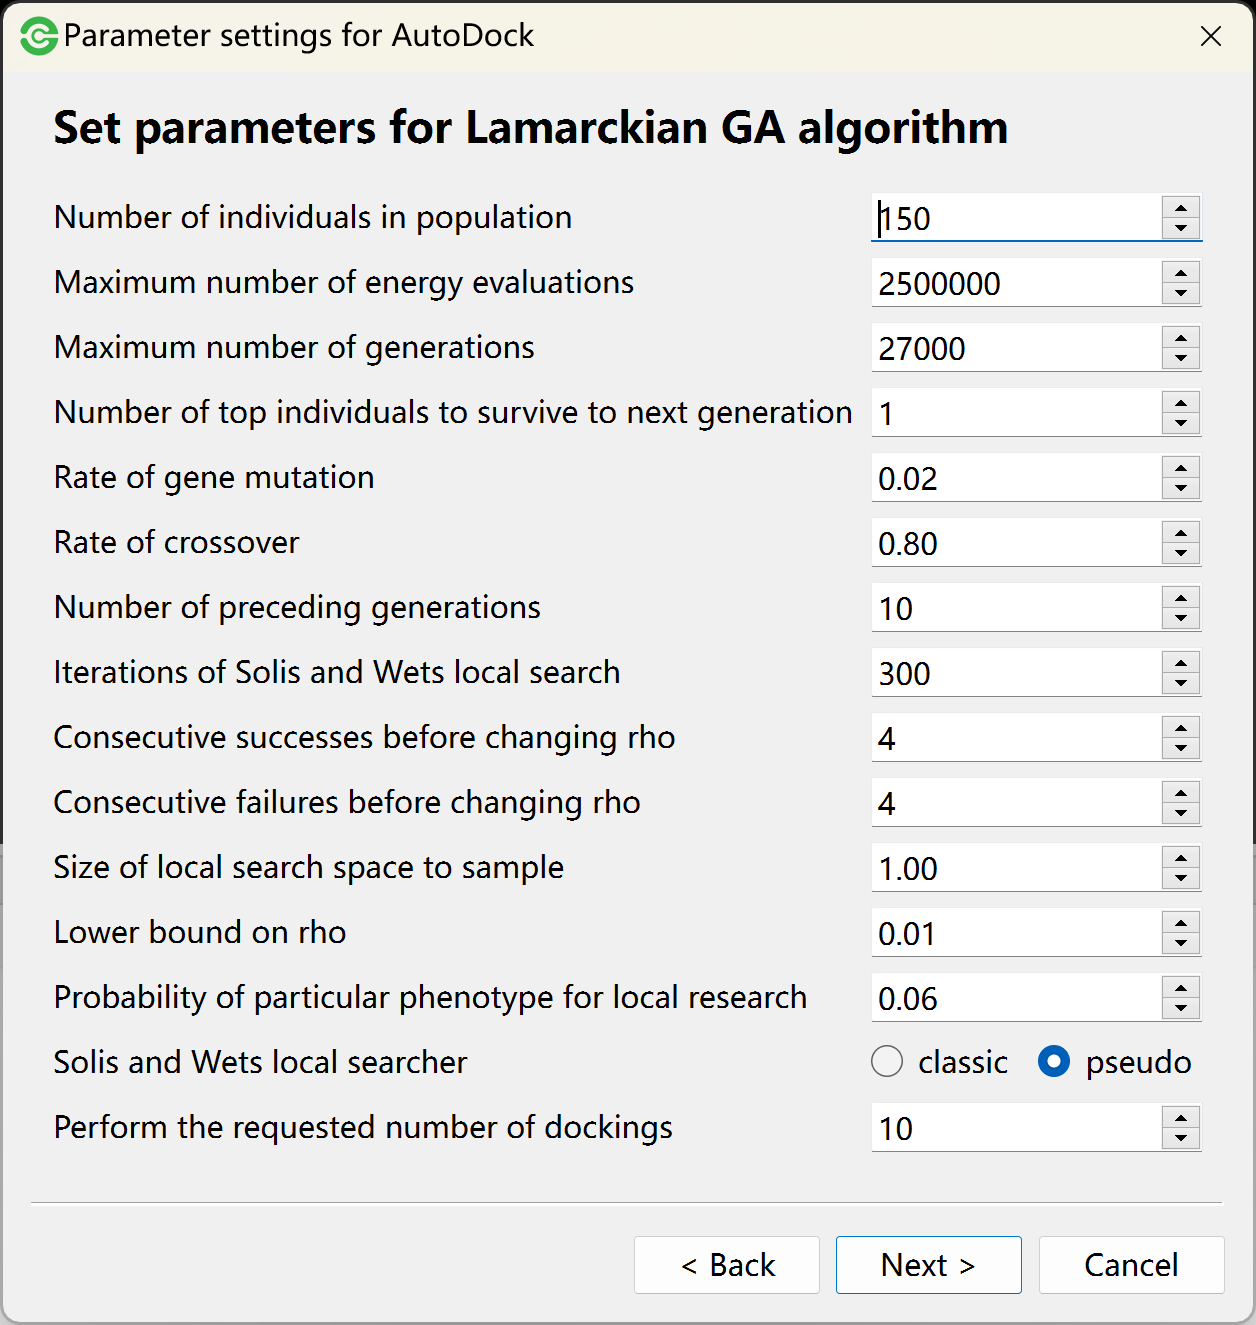 Parameter settings for AutoDock
Set parameters for Lamarckian GA algorithm
Number of individuals in population 150
Maximum number of energy evaluations 2500000
Maximum number of generations 27000
Number of top individuals to survive to next generation 1
Rate of gene mutation 0.02
Rate of crossover 0.80
Number of preceding generations 10
Iterations of Solis and Wets local search 300
Consecutive successes before changing rho 4
Consecutive failures before changing rho 4
Size of local search space to sample 1.00
Lower bound on rho 0.01
Probability of particular phenotype for local research 0.06
Solis and Wets local searcher classic pseudo
Perform the requested number of dockings 10
< Back Next > Cancel